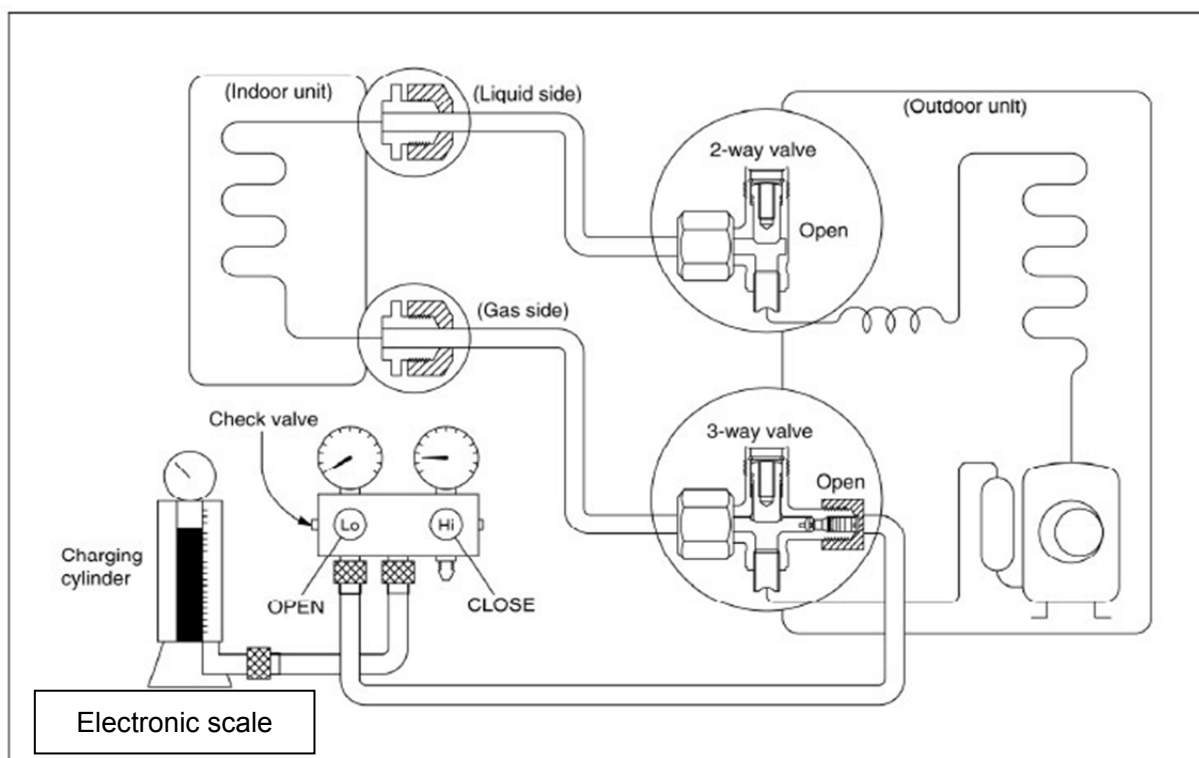 (Indoor unit)
(Liquid side)
(Outdoor unit)
2-way valve
Open
(Gas side)
Check valve
3-way valve
Open
Lo
Hi
Charging
cylinder
OPEN
CLOSE
Electronic scale